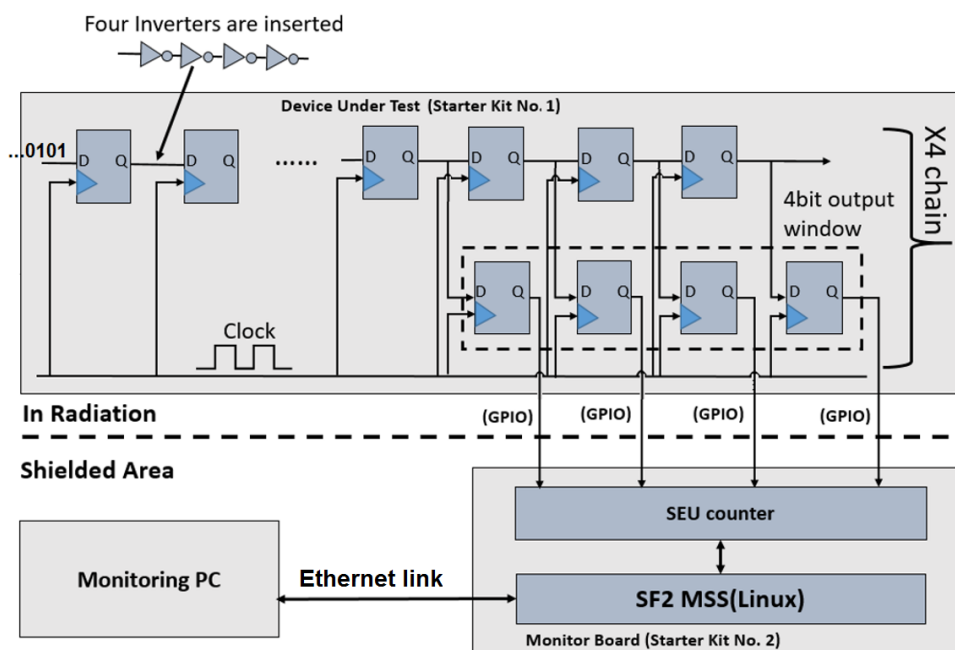 Four Inverters are inserted
Device Under Test (Starter Kit No. 1)
...0101
D Q
D Q
......
D Q
D Q
D Q
D Q
X4 chain
4bit output
window
D Q
D Q
D Q
D Q
Clock
In Radiation
(GPIO)
(GPIO)
(GPIO)
(GPIO)
Shielded Area
SEU counter
Monitoring PC
Ethernet link
SF2 MSS(Linux)
Monitor Board (Starter Kit No. 2)